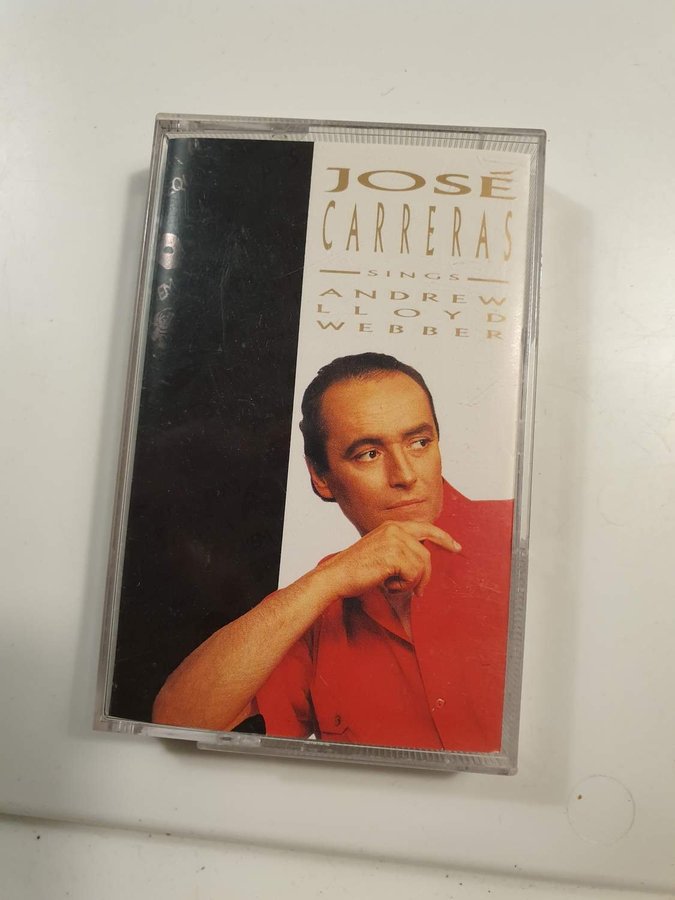 JOSÉ
CARRERAS
SINGS
ANDREW
LLOYD
WEBBER